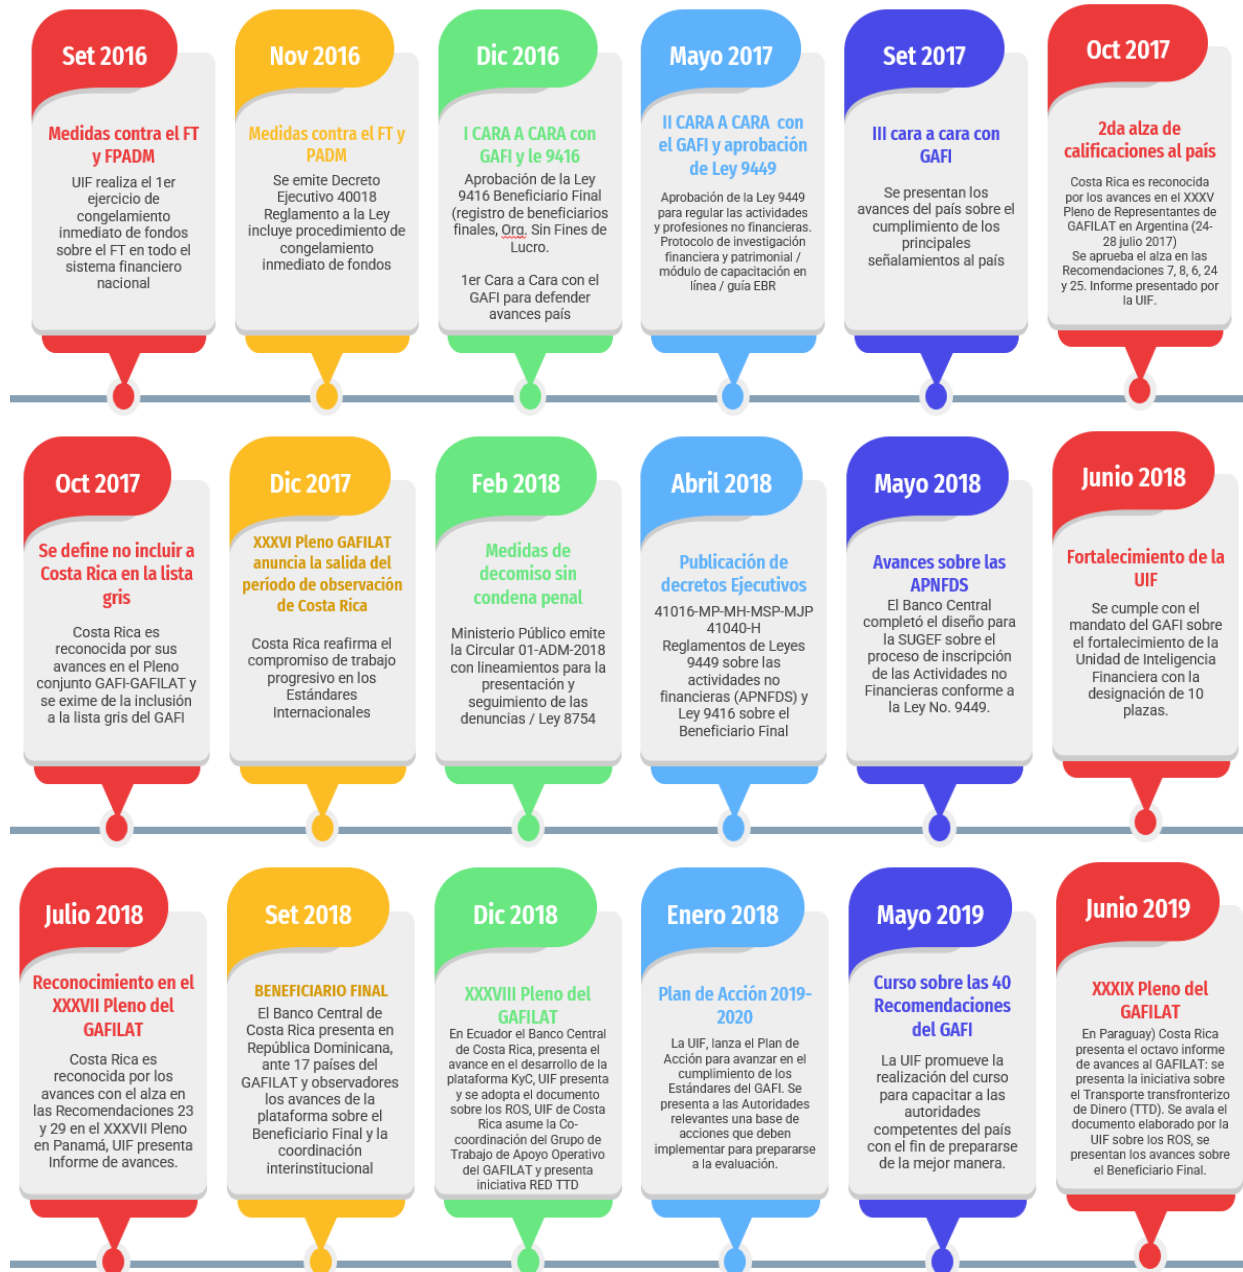 Set 2016
Medidas contra el FT
y FPADM
UIF realiza el 1er
ejercicio de
congelamiento
inmediato de fondos
sobre el FT en todo el
sistema financiero
nacional
Nov 2016
Medidas contra el FT y
PADM
Se emite Decreto
Ejecutivo 40018
Reglamento a la Ley
incluye procedimiento de
congelamiento
inmediato de fondos
Dic 2016
I CARA A CARA con
GAFI y le 9416
Aprobación de la Ley
9416 Beneficiario Final
(registro de beneficiarios
finales, Org. Sin Fines de
Lucro.
1er Cara a Cara con el
GAFI para defender
avances país
Mayo 2017
II CARA A CARA con
el GAFI y aprobación
de Ley 9449
Aprobación de la Ley 9449
para regular las actividades
y profesiones no financieras.
Protocolo de investigación
financiera y patrimonial /
módulo de capacitación en
línea / guía EBR
Set 2017
III cara a cara con
GAFI
Se presentan los
avances del país sobre el
cumplimiento de los
principales
señalamientos al país
Oct 2017
2da alza de
calificaciones al país
Costa Rica es reconocida
por los avances en el XXXV
Pleno de Representantes de
GAFILAT en Argentina (24-
28 julio 2017)
Se aprueba el alza en las
Recomendaciones 7, 8, 6, 24
y 25. Informe presentado por
la UIF.
Oct 2017
Se define no incluir a
Costa Rica en la lista
gris
Costa Rica es
reconocida por sus
avances en el Pleno
conjunto GAFI-GAFILAT y
se exime de la inclusión
a la lista gris del GAFI
Dic 2017
XXXVI Pleno GAFILAT
anuncia la salida del
período de observación
de Costa Rica
Costa Rica reafirma el
compromiso de trabajo
progresivo en los
Estándares
Internacionales
Feb 2018
Medidas de
decomiso sin
condena penal
Ministerio Público emite
la Circular 01-ADM-2018
con lineamientos para la
presentación y
seguimiento de las
denuncias / Ley 8754
Abril 2018
Publicación de
decretos Ejecutivos
41016-MP-MH-MSP-MJP
41040-H
Reglamentos de Leyes
9449 sobre las
actividades no
financieras (APNFDS) y
Ley 9416 sobre el
Beneficiario Final
Mayo 2018
Avances sobre las
APNFDS
El Banco Central
completó el diseño para
la SUGEF sobre el
proceso de inscripción
de las Actividades no
Financieras conforme a
la Ley No. 9449.
Junio 2018
Fortalecimiento de la
UIF
Se cumple con el
mandato del GAFI sobre
el fortalecimiento de la
Unidad de Inteligencia
Financiera con la
designación de 10
plazas.
Julio 2018
Reconocimiento en el
XXXVII Pleno del
GAFILAT
Costa Rica es
reconocida por los
avances con el alza en
las Recomendaciones 23
y 29 en el XXXVII Pleno
en Panamá, UIF presenta
Informe de avances.
Set 2018
BENEFICIARIO FINAL
El Banco Central de
Costa Rica presenta en
República Dominicana,
ante 17 países del
GAFILAT y observadores
los avances de la
plataforma sobre el
Beneficiario Final y la
coordinación
interinstitucional
Dic 2018
XXXVIII Pleno del
GAFILAT
En Ecuador el Banco Central
de Costa Rica, presenta el
avance en el desarrollo de la
plataforma KyC, UIF presenta
y se adopta el documento
sobre los ROS, UIF de Costa
Rica asume la Co-
coordinación del Grupo de
Trabajo de Apoyo Operativo
del GAFILAT y presenta
iniciativa RED TTD
Enero 2018
Plan de Acción 2019-
2020
La UIF, lanza el Plan de
Acción para avanzar en el
cumplimiento de los
Estándares del GAFI. Se
presenta a las Autoridades
relevantes una base de
acciones que deben
implementar para prepararse
a la evaluación.
Mayo 2019
Curso sobre las 40
Recomendaciones
del GAFI
La UIF promueve la
realización del curso
para capacitar a las
autoridades
competentes del país
con el fin de prepararse
de la mejor manera.
Junio 2019
XXXIX Pleno del
GAFILAT
En Paraguay) Costa Rica
presenta el octavo informe
de avances al GAFILAT: se
presenta la iniciativa sobre
el Transporte transfronterizo
de Dinero (TTD). Se avala el
documento elaborado por la
UIF sobre los ROS, se
presentan los avances sobre
el Beneficiario Final.